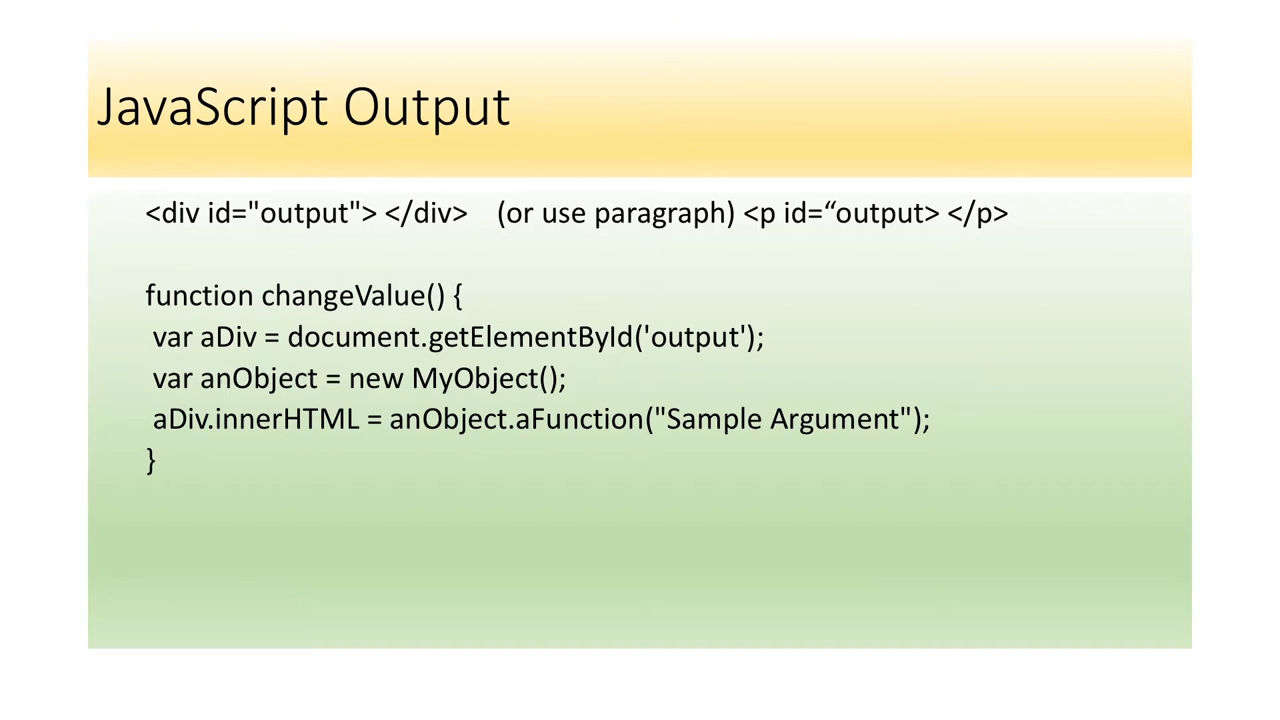 JavaScript Output
<div id="output"> </div> (or use paragraph) <p id=“output> </p>
function changeValue() {
var aDiv = document.getElementById('output');
var anObject = new MyObject();
aDiv.innerHTML = anObject.aFunction("Sample Argument");
}